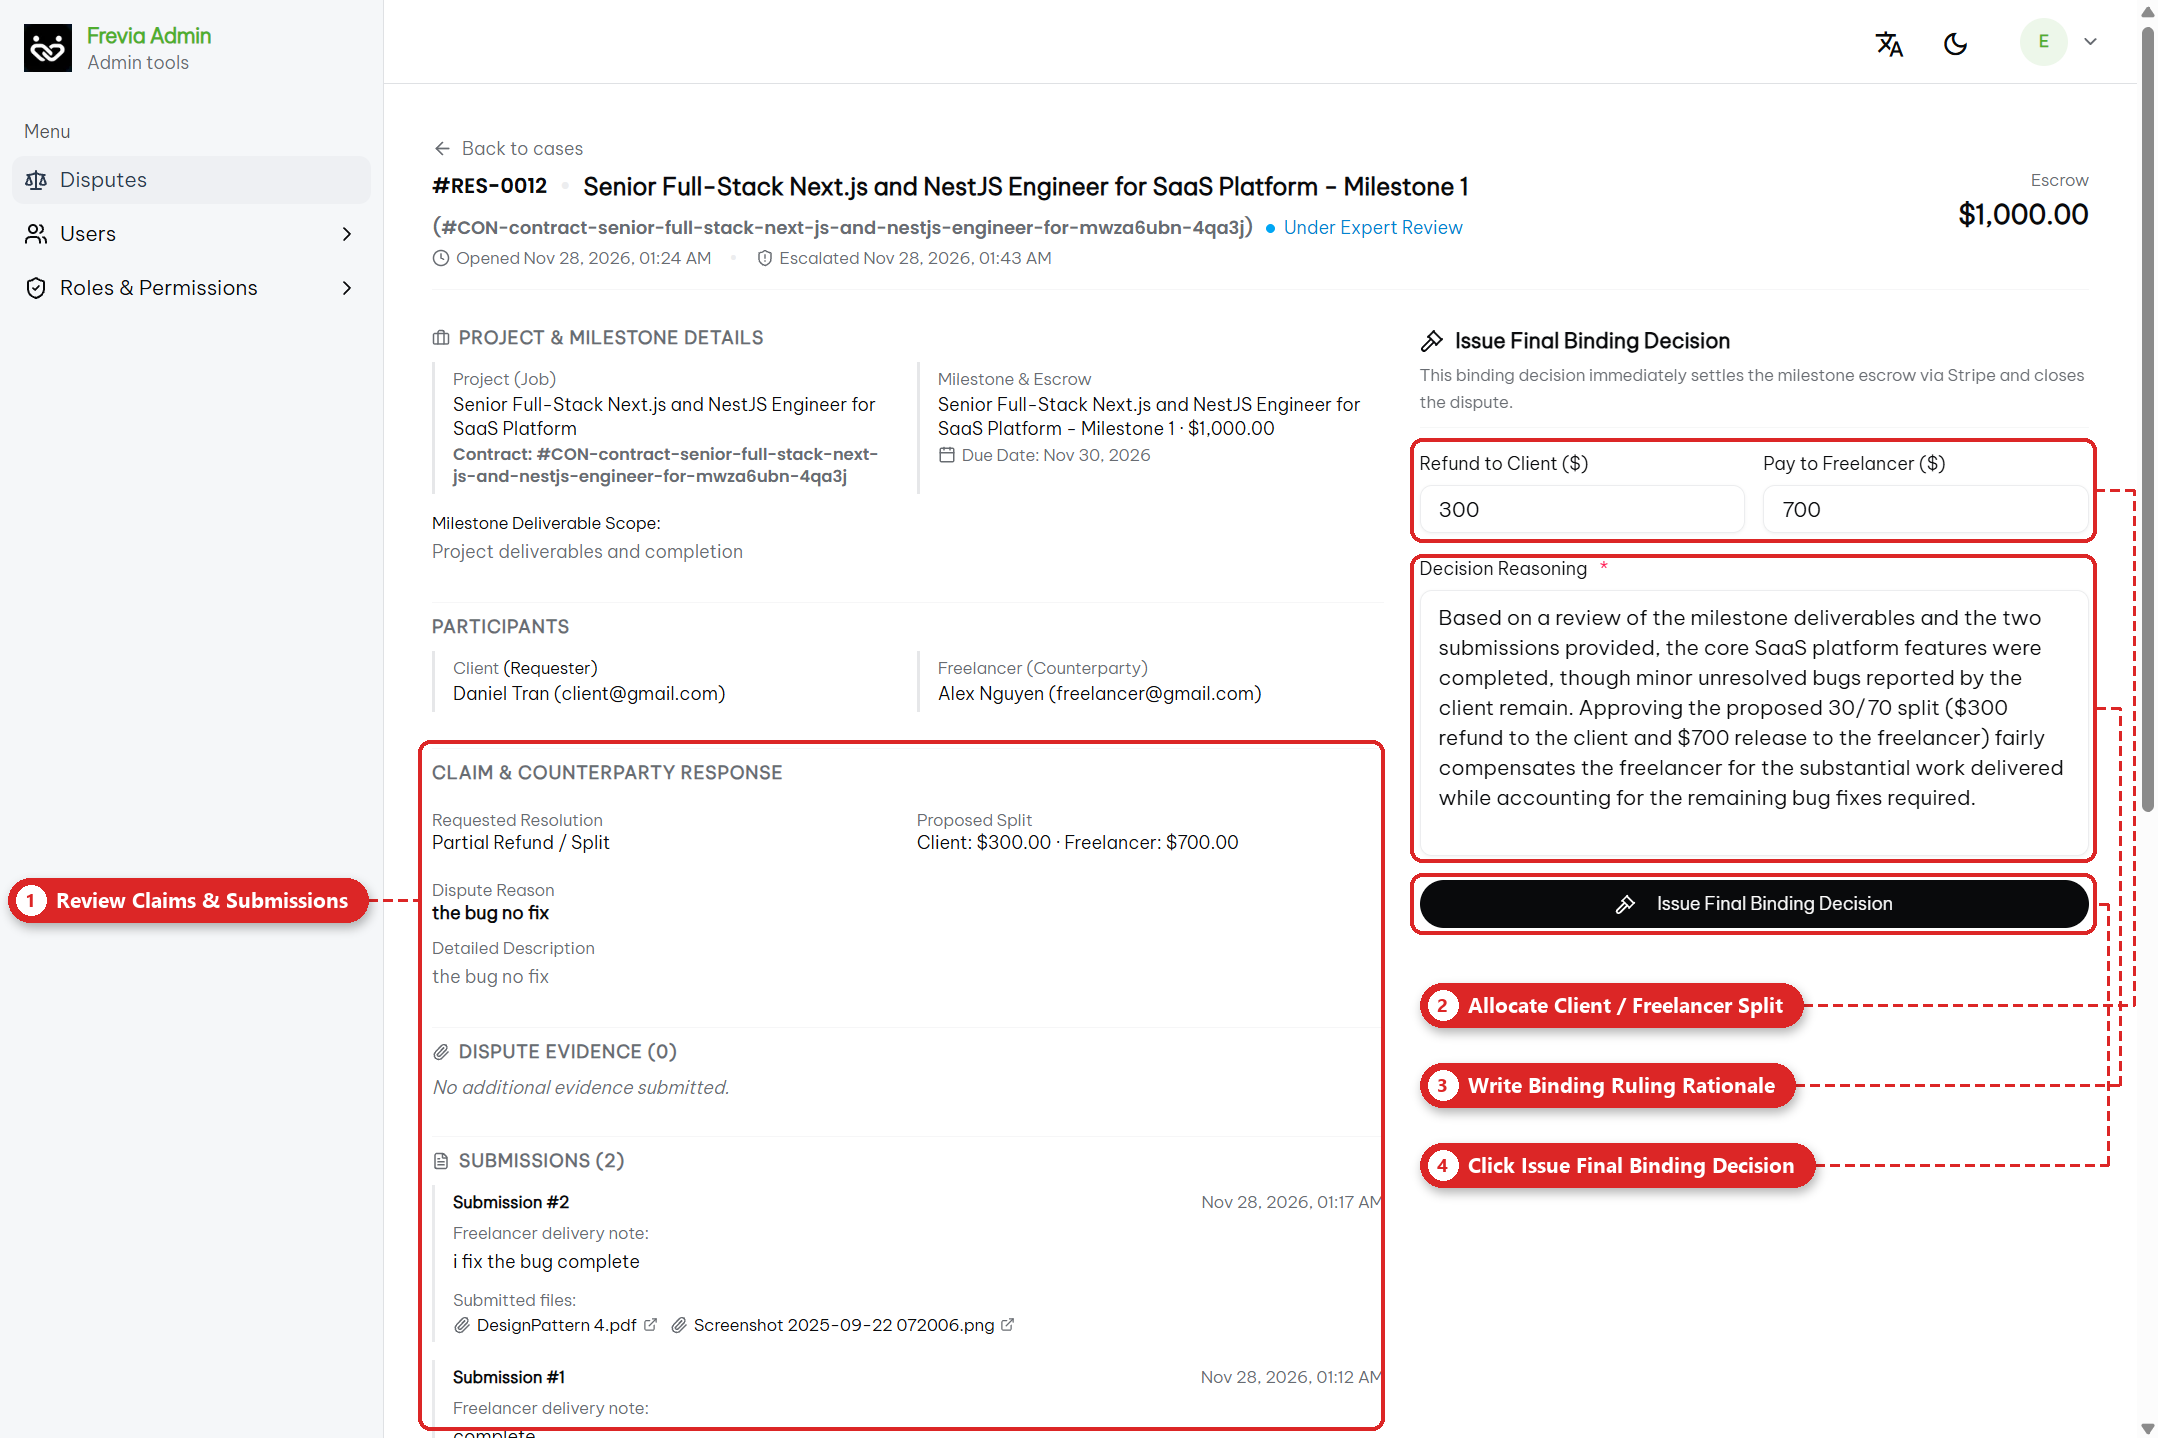 Frevia Admin
Admin tools
Menu
Disputes
Users
Roles & Permissions
E
Back to cases
#RES-0012 Senior Full-Stack Next.js and NestJS Engineer for SaaS Platform - Milestone 1
(#CON-contract-senior-full-stack-next-js-and-nestjs-engineer-for-mwza6ubn-4qa3j) Under Expert Review
Opened Nov 28, 2026, 01:24 AM Escalated Nov 28, 2026, 01:43 AM
Escrow
$1,000.00
PROJECT & MILESTONE DETAILS
Project (Job)
Senior Full-Stack Next.js and NestJS Engineer for
SaaS Platform
Contract: #CON-contract-senior-full-stack-next-
js-and-nestjs-engineer-for-mwza6ubn-4qa3j
Milestone & Escrow
Senior Full-Stack Next.js and NestJS Engineer for
SaaS Platform - Milestone 1 · $1,000.00
Due Date: Nov 30, 2026
Milestone Deliverable Scope:
Project deliverables and completion
PARTICIPANTS
Client (Requester)
Daniel Tran (client@gmail.com)
Freelancer (Counterparty)
Alex Nguyen (freelancer@gmail.com)
CLAIM & COUNTERPARTY RESPONSE
Requested Resolution
Partial Refund / Split
Proposed Split
Client: $300.00 · Freelancer: $700.00
Dispute Reason
the bug no fix
Detailed Description
the bug no fix
DISPUTE EVIDENCE (0)
No additional evidence submitted.
SUBMISSIONS (2)
Submission #2 Nov 28, 2026, 01:17 AM
Freelancer delivery note:
i fix the bug complete
Submitted files:
DesignPattern 4.pdf Screenshot 2025-09-22 072006.png
Submission #1 Nov 28, 2026, 01:12 AM
Freelancer delivery note:
complete
Issue Final Binding Decision
This binding decision immediately settles the milestone escrow via Stripe and closes
the dispute.
Refund to Client ($) Pay to Freelancer ($)
300 700
Decision Reasoning *
Based on a review of the milestone deliverables and the two
submissions provided, the core SaaS platform features were
completed, though minor unresolved bugs reported by the
client remain. Approving the proposed 30/70 split ($300
refund to the client and $700 release to the freelancer) fairly
compensates the freelancer for the substantial work delivered
while accounting for the remaining bug fixes required.
Issue Final Binding Decision
1 Review Claims & Submissions
2 Allocate Client / Freelancer Split
3 Write Binding Ruling Rationale
4 Click Issue Final Binding Decision